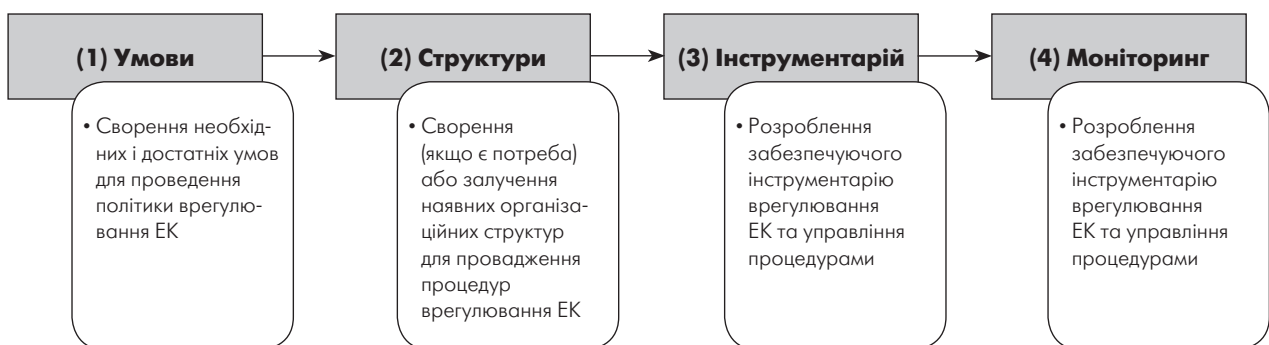 (1) Умови
• Сворення необхід-
них і достатніх умов
для проведення
політики врегулю-
вання ЕК
(2) Структури
• Сворення
(якщо є потреба)
або залучення
наявних організа-
ційних структур
для провадження
процедур
врегулювання ЕК
(3) Інструментарій
• Розроблення
забезпечуючого
інструментарію
врегулювання
ЕК та управління
процедурами
(4) Моніторинг
• Розроблення
забезпечуючого
інструментарію
врегулювання
ЕК та управління
процедурами